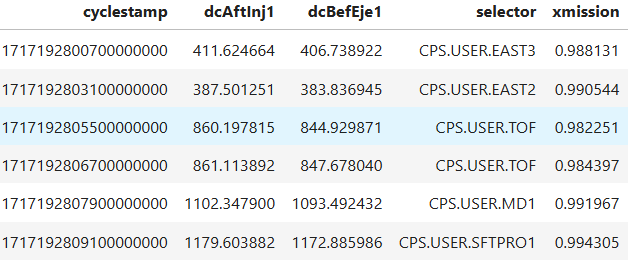 cyclestamp dcAftInj1 dcBefEje1 selector xmission
1717192800700000000 411.624664 406.738922 CPS.USER.EAST3 0.988131
1717192803100000000 387.501251 383.836945 CPS.USER.EAST2 0.990544
1717192805500000000 860.197815 844.929871 CPS.USER.TOF 0.982251
1717192806700000000 861.113892 847.678040 CPS.USER.TOF 0.984397
1717192807900000000 1102.347900 1093.492432 CPS.USER.MD1 0.991967
1717192809100000000 1179.603882 1172.885986 CPS.USER.SFTPRO1 0.994305